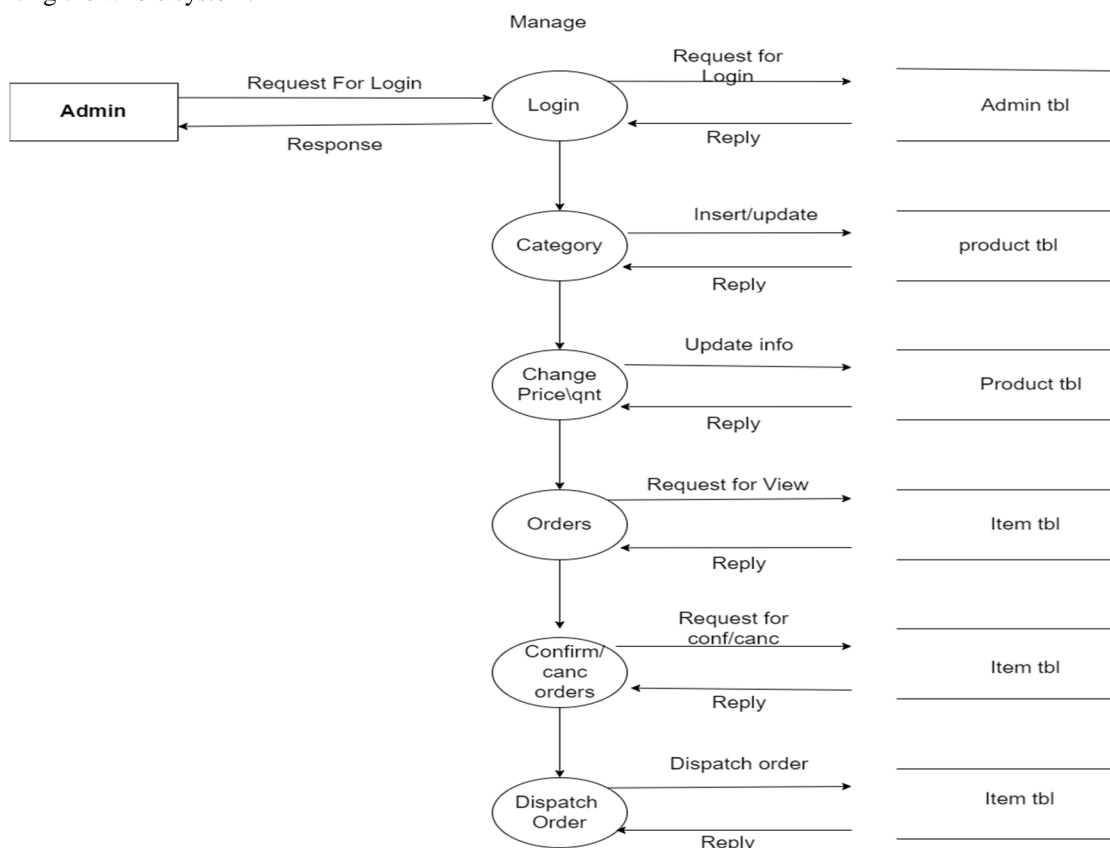 Manage
Request For Login
Request for
Login
Admin
Login
Admin tbl
Response
Reply
Insert/update
Category
product tbl
Reply
Update info
Change
Price\qnt
Product tbl
Reply
Request for View
Orders
Item tbl
Reply
Request for
conf/canc
Confirm/
canc
orders
Item tbl
Reply
Dispatch order
Dispatch
Order
Item tbl
Reply